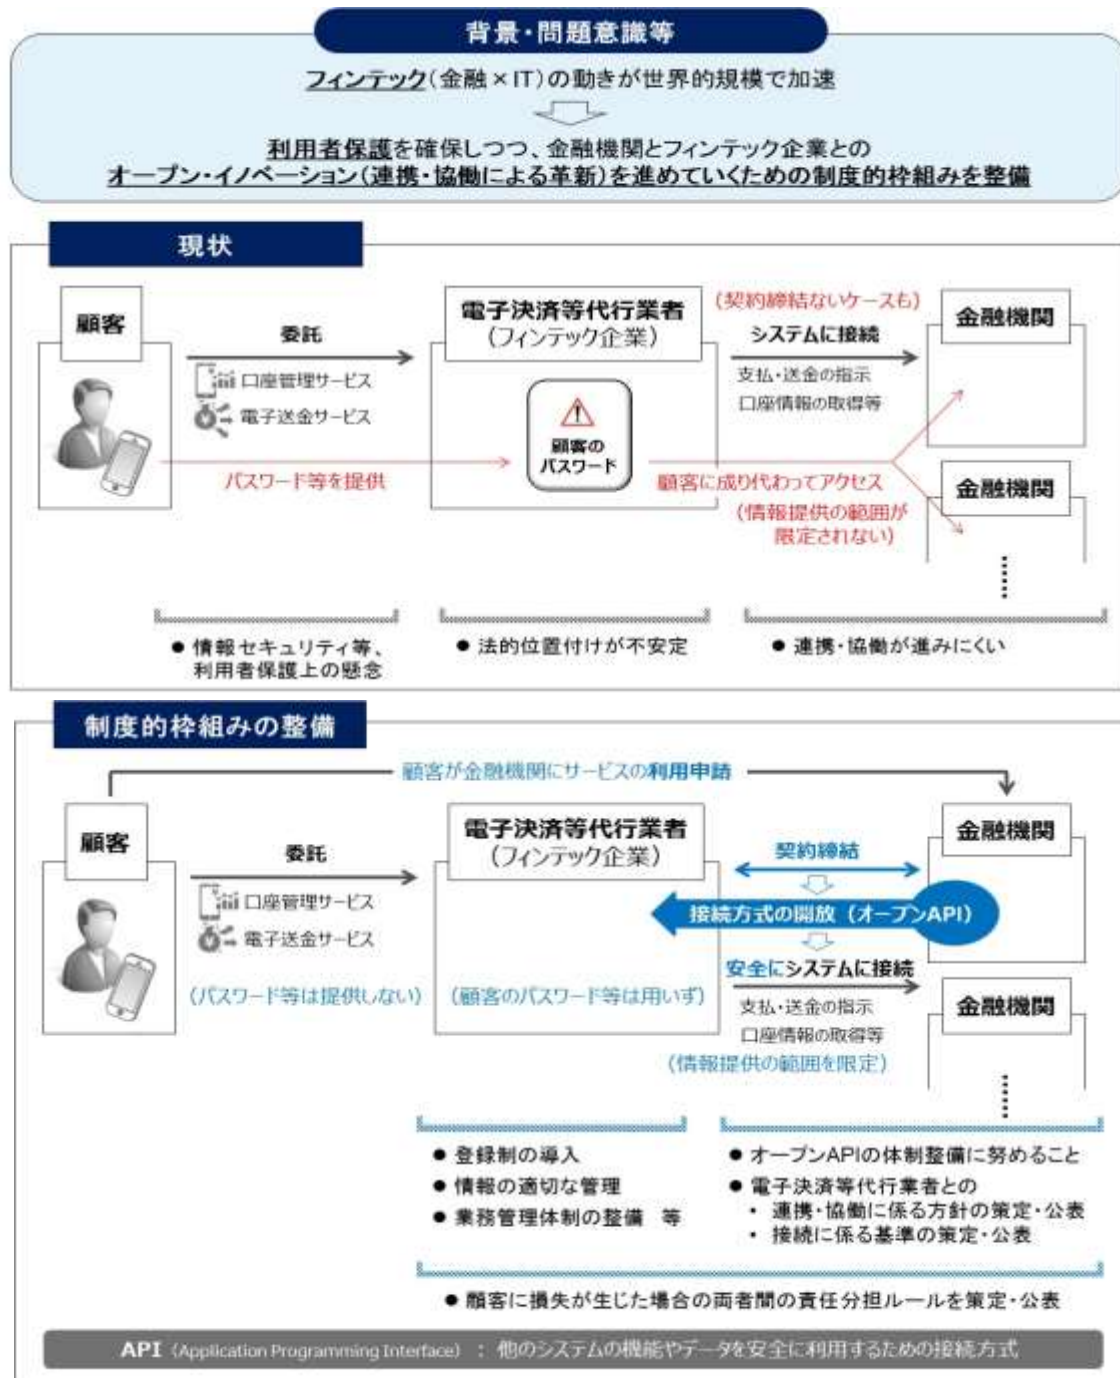 背景・問題意識等
フィンテック(金融×IT)の動きが世界的規模で加速
利用者保護を確保しつつ、金融機関とフィンテック企業との
オープン・イノベーション(連携・協働による革新)を進めていくための制度的枠組みを整備
現状
顧客
委託
口座管理サービス
電子送金サービス
パスワード等を提供
電子決済等代行業者
(フィンテック企業)
顧客の
パスワード
(契約締結ないケースも)
システムに接続
支払・送金の指示
口座情報の取得等
顧客に成り代わってアクセス
(情報提供の範囲が
限定されない)
金融機関
金融機関
● 情報セキュリティ等、
利用者保護上の懸念
● 法的位置付けが不安定
● 連携・協働が進みにくい
制度的枠組みの整備
顧客が金融機関にサービスの利用申請
顧客
委託
口座管理サービス
電子送金サービス
(パスワード等は提供しない)
電子決済等代行業者
(フィンテック企業)
(顧客のパスワード等は用いず)
契約締結
接続方式の開放(オープンAPI)
安全にシステムに接続
支払・送金の指示
口座情報の取得等
(情報提供の範囲を限定)
金融機関
金融機関
● 登録制の導入
● 情報の適切な管理
● 業務管理体制の整備 等
● オープンAPIの体制整備に努めること
● 電子決済等代行業者との
・ 連携・協働に係る方針の策定・公表
・ 接続に係る基準の策定・公表
● 顧客に損失が生じた場合の両者間の責任分担ルールを策定・公表
API (Application Programming Interface) : 他のシステムの機能やデータを安全に利用するための接続方式